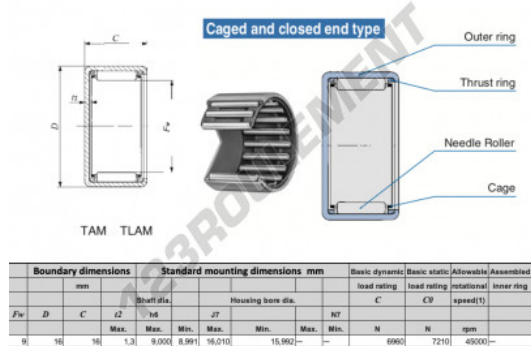 C
Caged and closed end type
Outer ring
Thrust ring
t2
D
Fw
Needle Roller
Cage
TAM TLAM
123ROULEMENT
Boundary dimensions Standard mounting dimensions mm Basic dynamic Basic static Allowable Assembled
mm load rating load rating rotational inner ring
Shaft dia. Housing bore dia. C C0 speed(1)
Fw D C t2 h6 J7 N7
Max. Max. Min. Max. Min. Max. Min. N N rpm
9 16 16 1,3 9,000 8,991 16,010 15,992 — — 6960 7210 45000 —